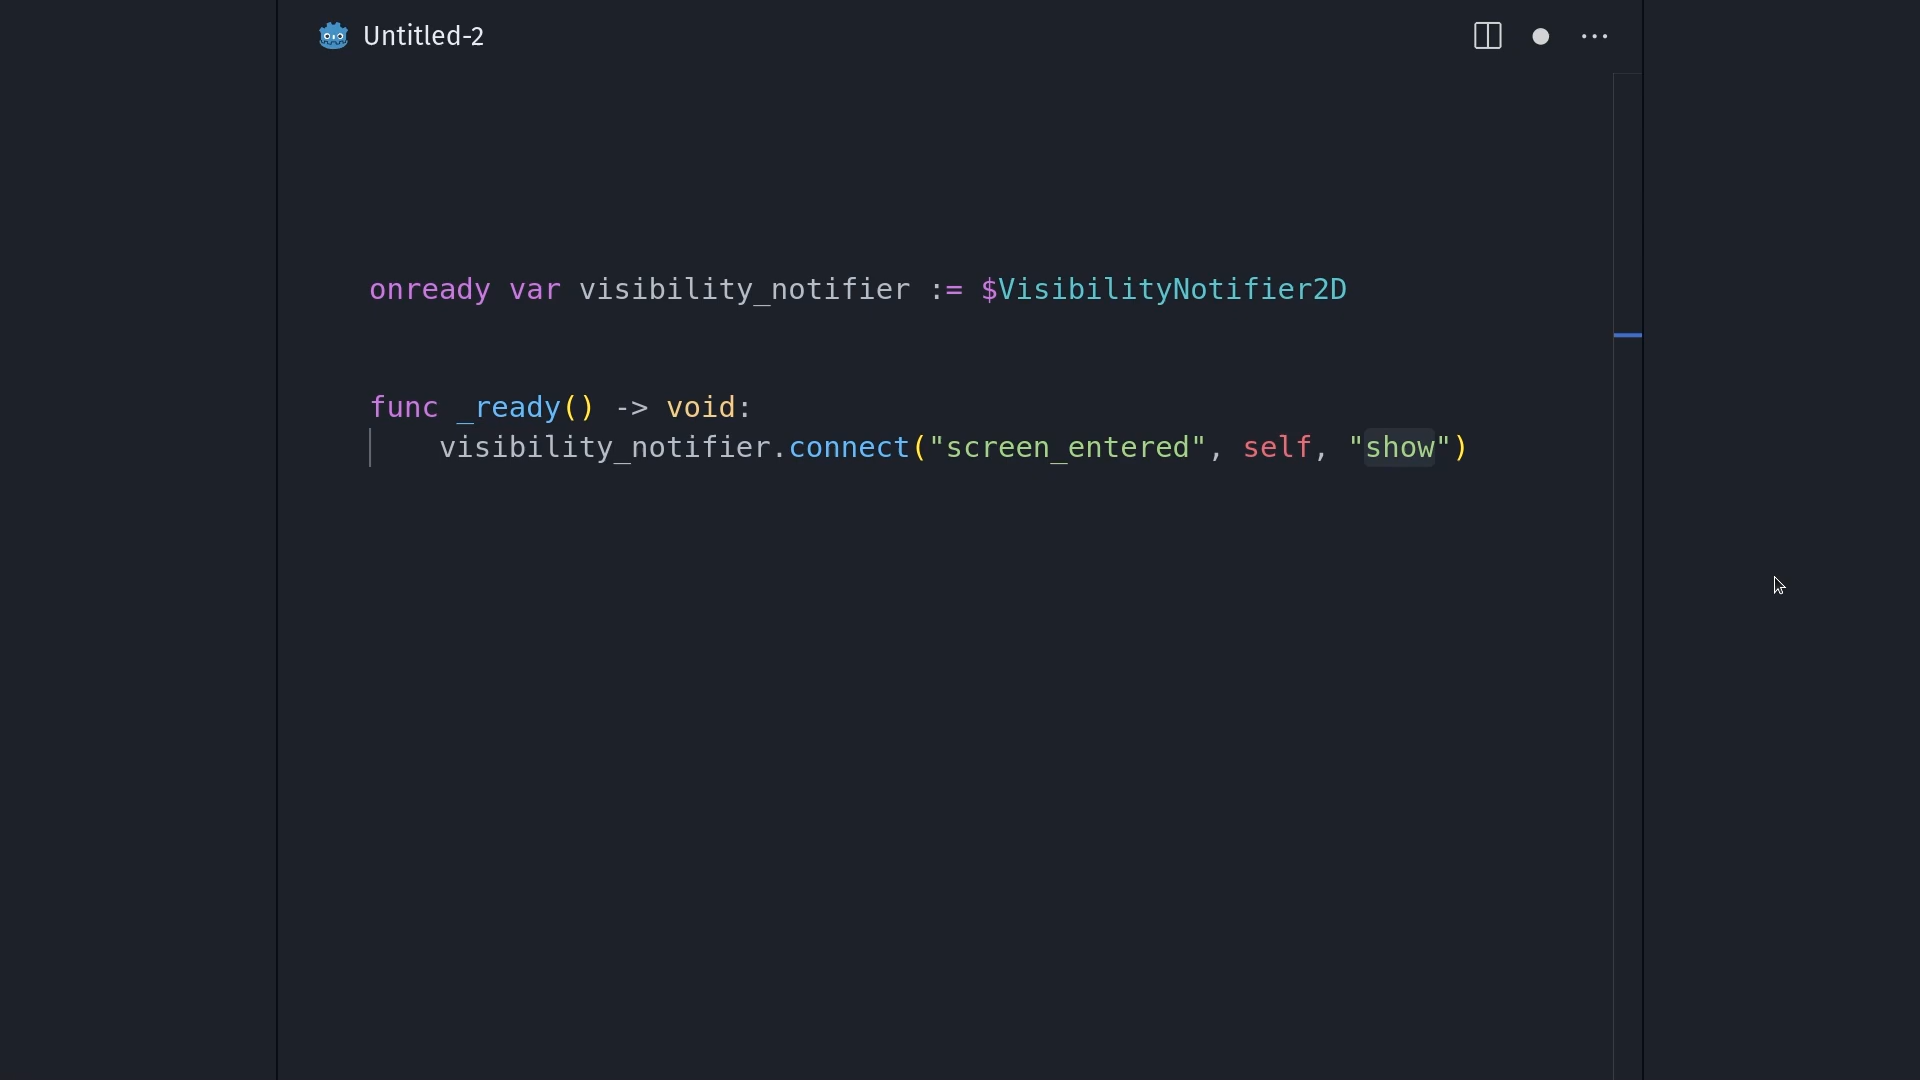 Untitled-2
onready var visibility_notifier := $VisibilityNotifier2D
func _ready() -> void:
visibility_notifier.connect("screen_entered", self, "show")